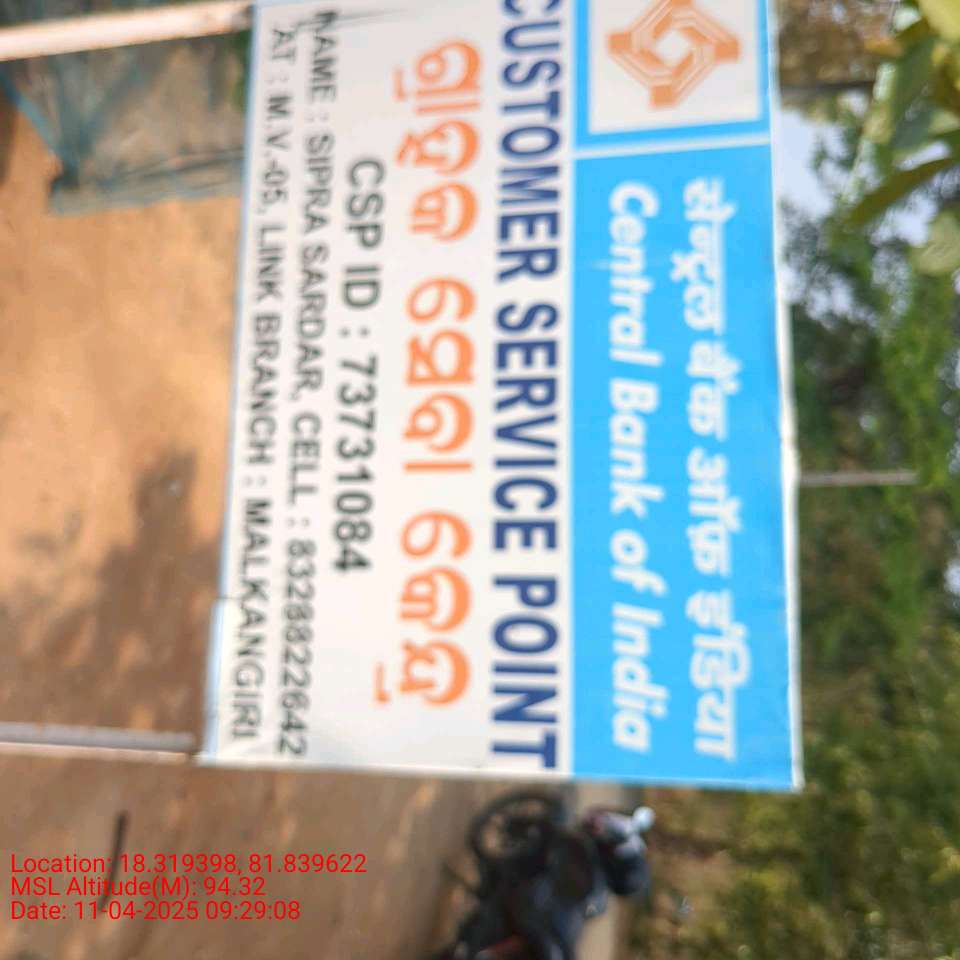 सेन्ट्रल बैंक ऑफ इंडिया
Central Bank of India
CUSTOMER SERVICE POINT
ଗ୍ରାହକ ସେବା କେନ୍ଦ୍ର
CSP ID : 73731084
NAME : SIPRA SARDAR, CELL : 8328822642
AT : M.V.-05, LINK BRANCH : MALKANGIRI
Location: 18.319398, 81.839622
MSL Altitude(M): 94.32
Date: 11-04-2025 09:29:08